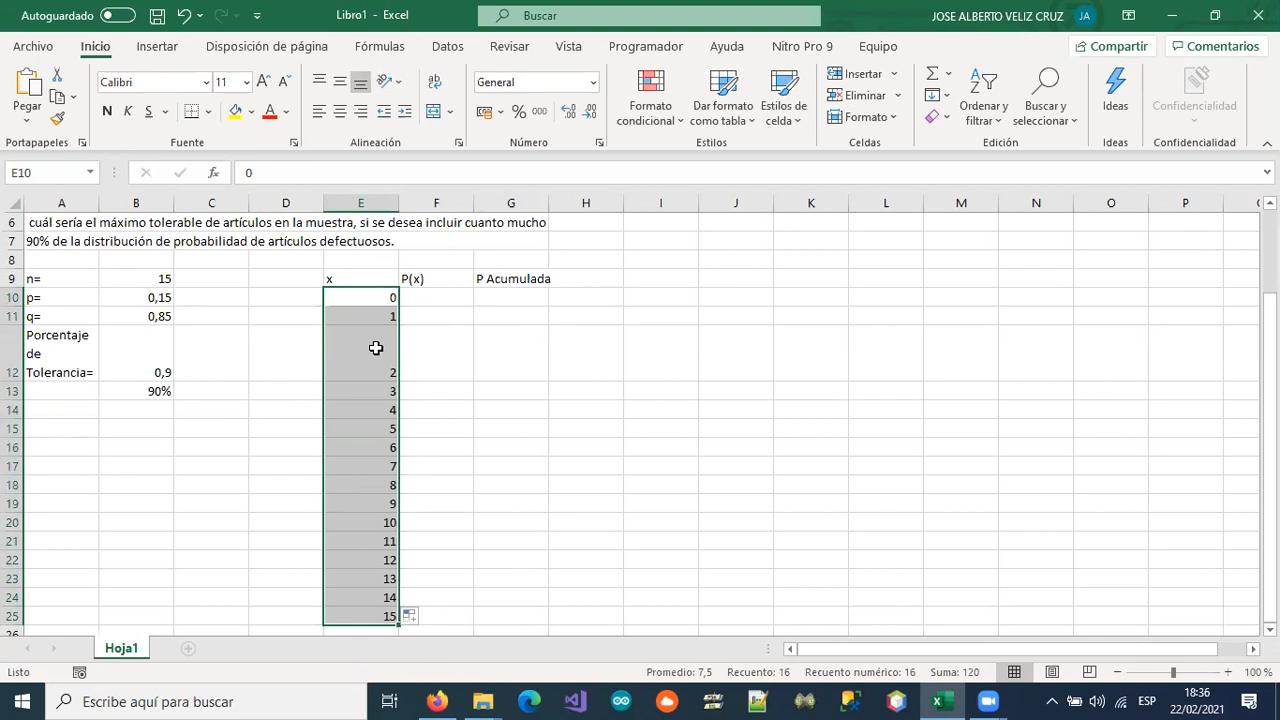 Autoguardado
Libro1 - Excel
Buscar
JOSE ALBERTO VELIZ CRUZ
JA
Archivo Inicio Insertar Disposición de página Fórmulas Datos Revisar Vista Programador Ayuda Nitro Pro 9 Equipo Compartir Comentarios
Pegar
Calibri 11
N K S
General
% 000
Formato condicional
Dar formato como tabla
Estilos de celda
Insertar
Eliminar
Formato
Ordenar y filtrar
Buscar y seleccionar
Ideas
Confidencialidad
Portapapeles Fuente Alineación Número Estilos Celdas Edición Ideas Confidencialidad
E10 fx 0
A B C D E F G H I J K L M N O P
6 cuál sería el máximo tolerable de artículos en la muestra, si se desea incluir cuanto mucho
7 90% de la distribución de probabilidad de artículos defectuosos.
8
9 n= 15 x P(x) P Acumulada
10 p= 0,15 0
11 q= 0,85 1
Porcentaje
de
12 Tolerancia= 0,9 2
13 90% 3
14 4
15 5
16 6
17 7
18 8
19 9
20 10
21 11
22 12
23 13
24 14
25 15
26
Hoja1
Listo Promedio: 7,5 Recuento: 16 Recuento numérico: 16 Suma: 120 100 %
Escribe aquí para buscar
ESP
18:36
22/02/2021